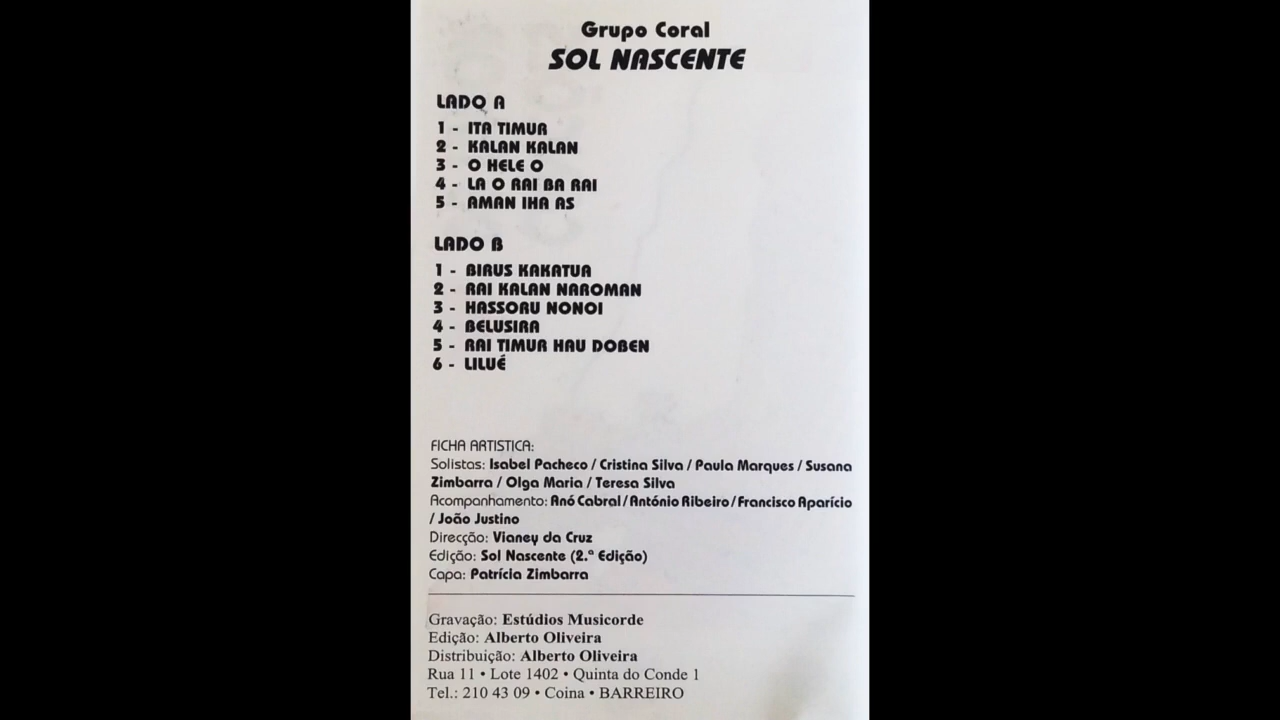 Grupo Coral
SOL NASCENTE
LADO A
1 - ITA TIMUR
2 - KALAN KALAN
3 - O HELE O
4 - LA O RAI BA RAI
5 - AMAN IHA AS
LADO B
1 - BIRUS KAKATUA
2 - RAI KALAN NAROMAN
3 - HASSORU NONOI
4 - BELUSIRA
5 - RAI TIMUR HAU DOBEN
6 - LILUÉ
FICHA ARTISTICA:
Solistas: Isabel Pacheco / Cristina Silva / Paula Marques / Susana
Zimbarra / Olga Maria / Teresa Silva
Acompanhamento: Anó Cabral / António Ribeiro / Francisco Aparício
/ João Justino
Direcção: Vianey da Cruz
Edição: Sol Nascente (2.ª Edição)
Capa: Patrícia Zimbarra
Gravação: Estúdios Musicorde
Edição: Alberto Oliveira
Distribuição: Alberto Oliveira
Rua 11 • Lote 1402 • Quinta do Conde 1
Tel.: 210 43 09 • Coina • BARREIRO